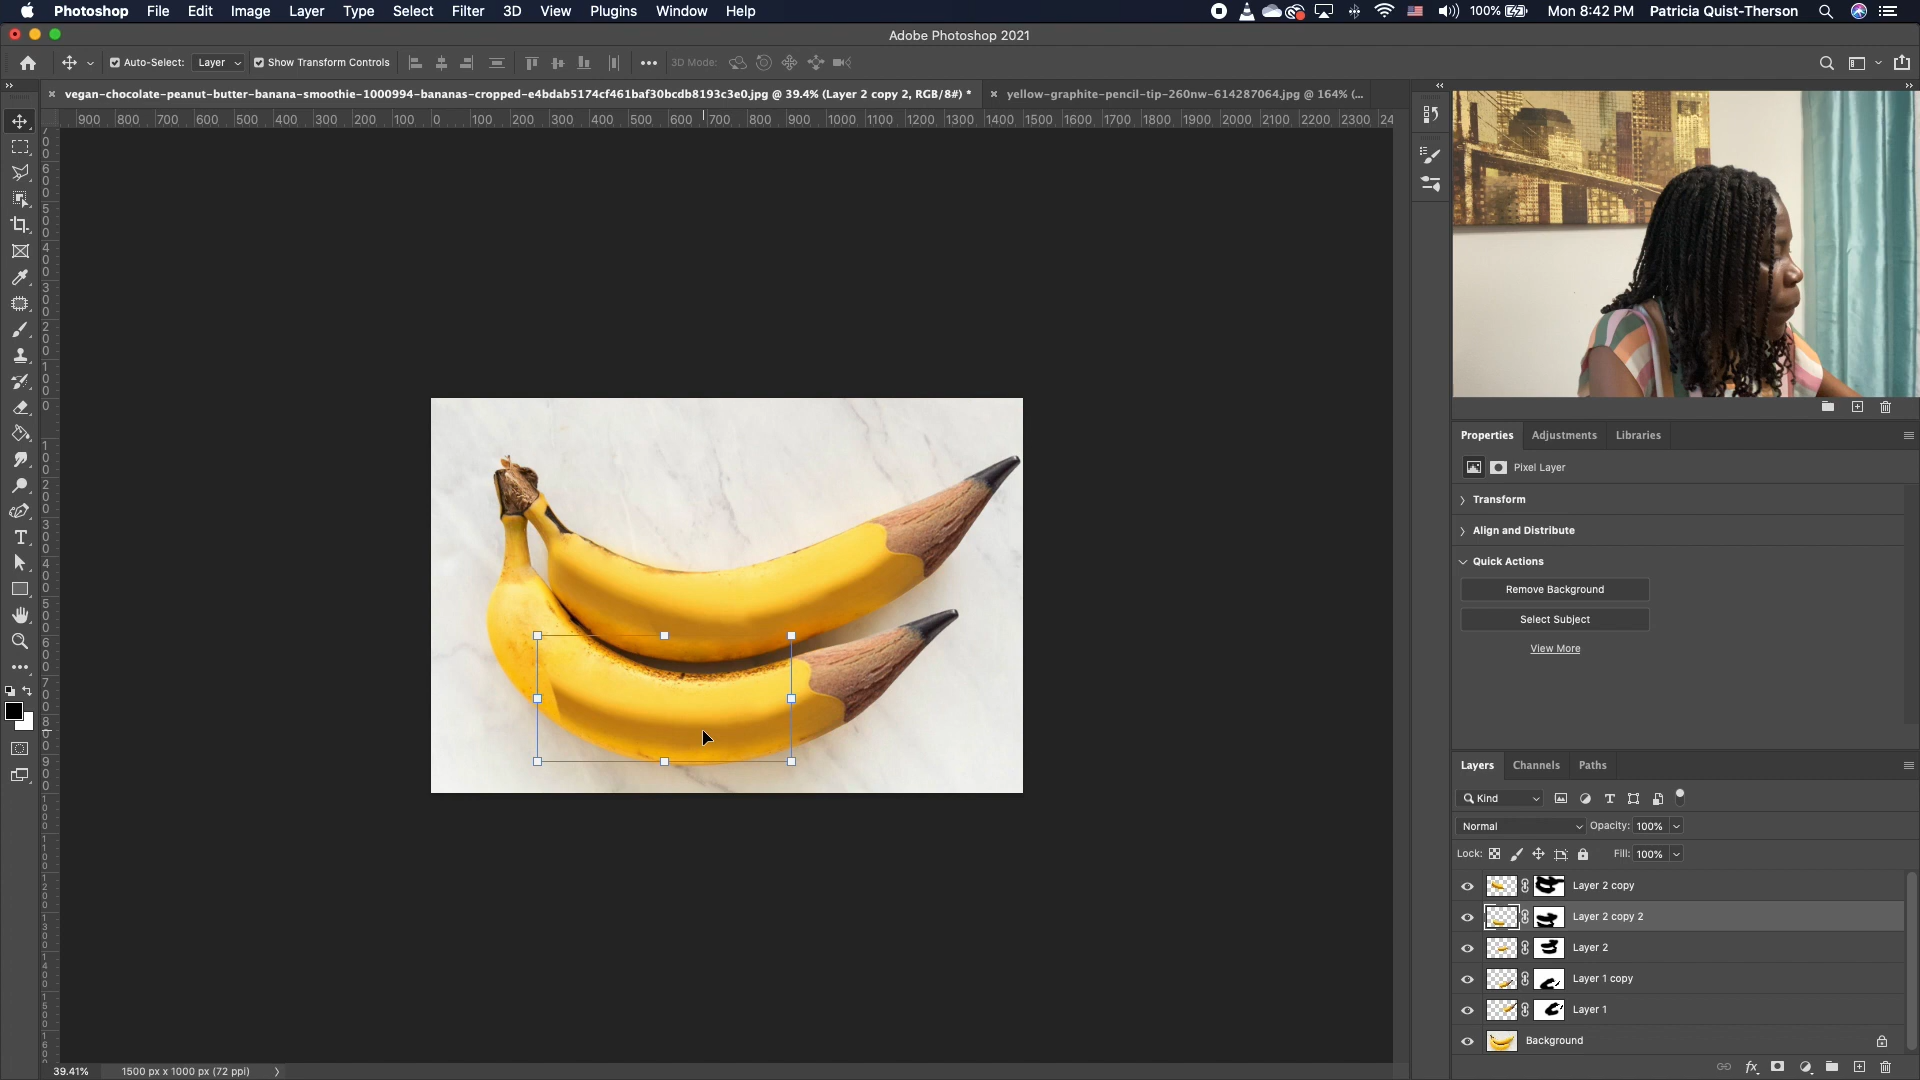 Photoshop File Edit Image Layer Type Select Filter 3D View Plugins Window Help 100% Mon 8:42 PM Patricia Quist-Therson
Adobe Photoshop 2021
Auto-Select: Layer Show Transform Controls 3D Mode:
vegan-chocolate-peanut-butter-banana-smoothie-1000994-bananas-cropped-e4bdab5174cf461baf30bcdb8193c3e0.jpg @ 39.4% (Layer 2 copy 2, RGB/8#) * yellow-graphite-pencil-tip-260nw-614287064.jpg @ 164% (...
900 800 700 600 500 400 300 200 100 0 100 200 300 400 500 600 700 800 900 1000 1100 1200 1300 1400 1500 1600 1700 1800 1900 2000 2100 2200 2300 24
Properties Adjustments Libraries
Pixel Layer
Transform
Align and Distribute
Quick Actions
Remove Background
Select Subject
View More
Layers Channels Paths
Kind
Normal Opacity: 100%
Lock: Fill: 100%
Layer 2 copy
Layer 2 copy 2
Layer 2
Layer 1 copy
Layer 1
Background
39.41% 1500 px x 1000 px (72 ppi)